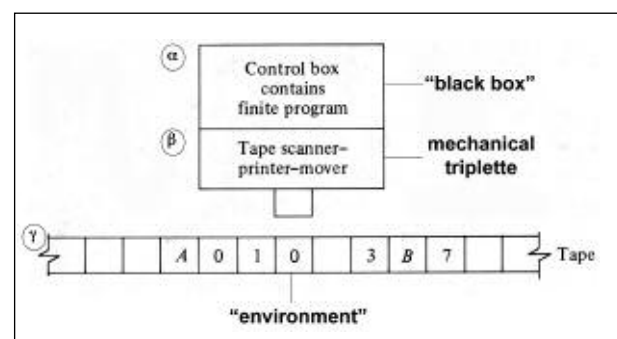 α
Control box
contains
finite program
“black box”
β
Tape scanner–
printer–mover
mechanical
triplette
γ
A 0 1 0 3 B 7
Tape
“environment”